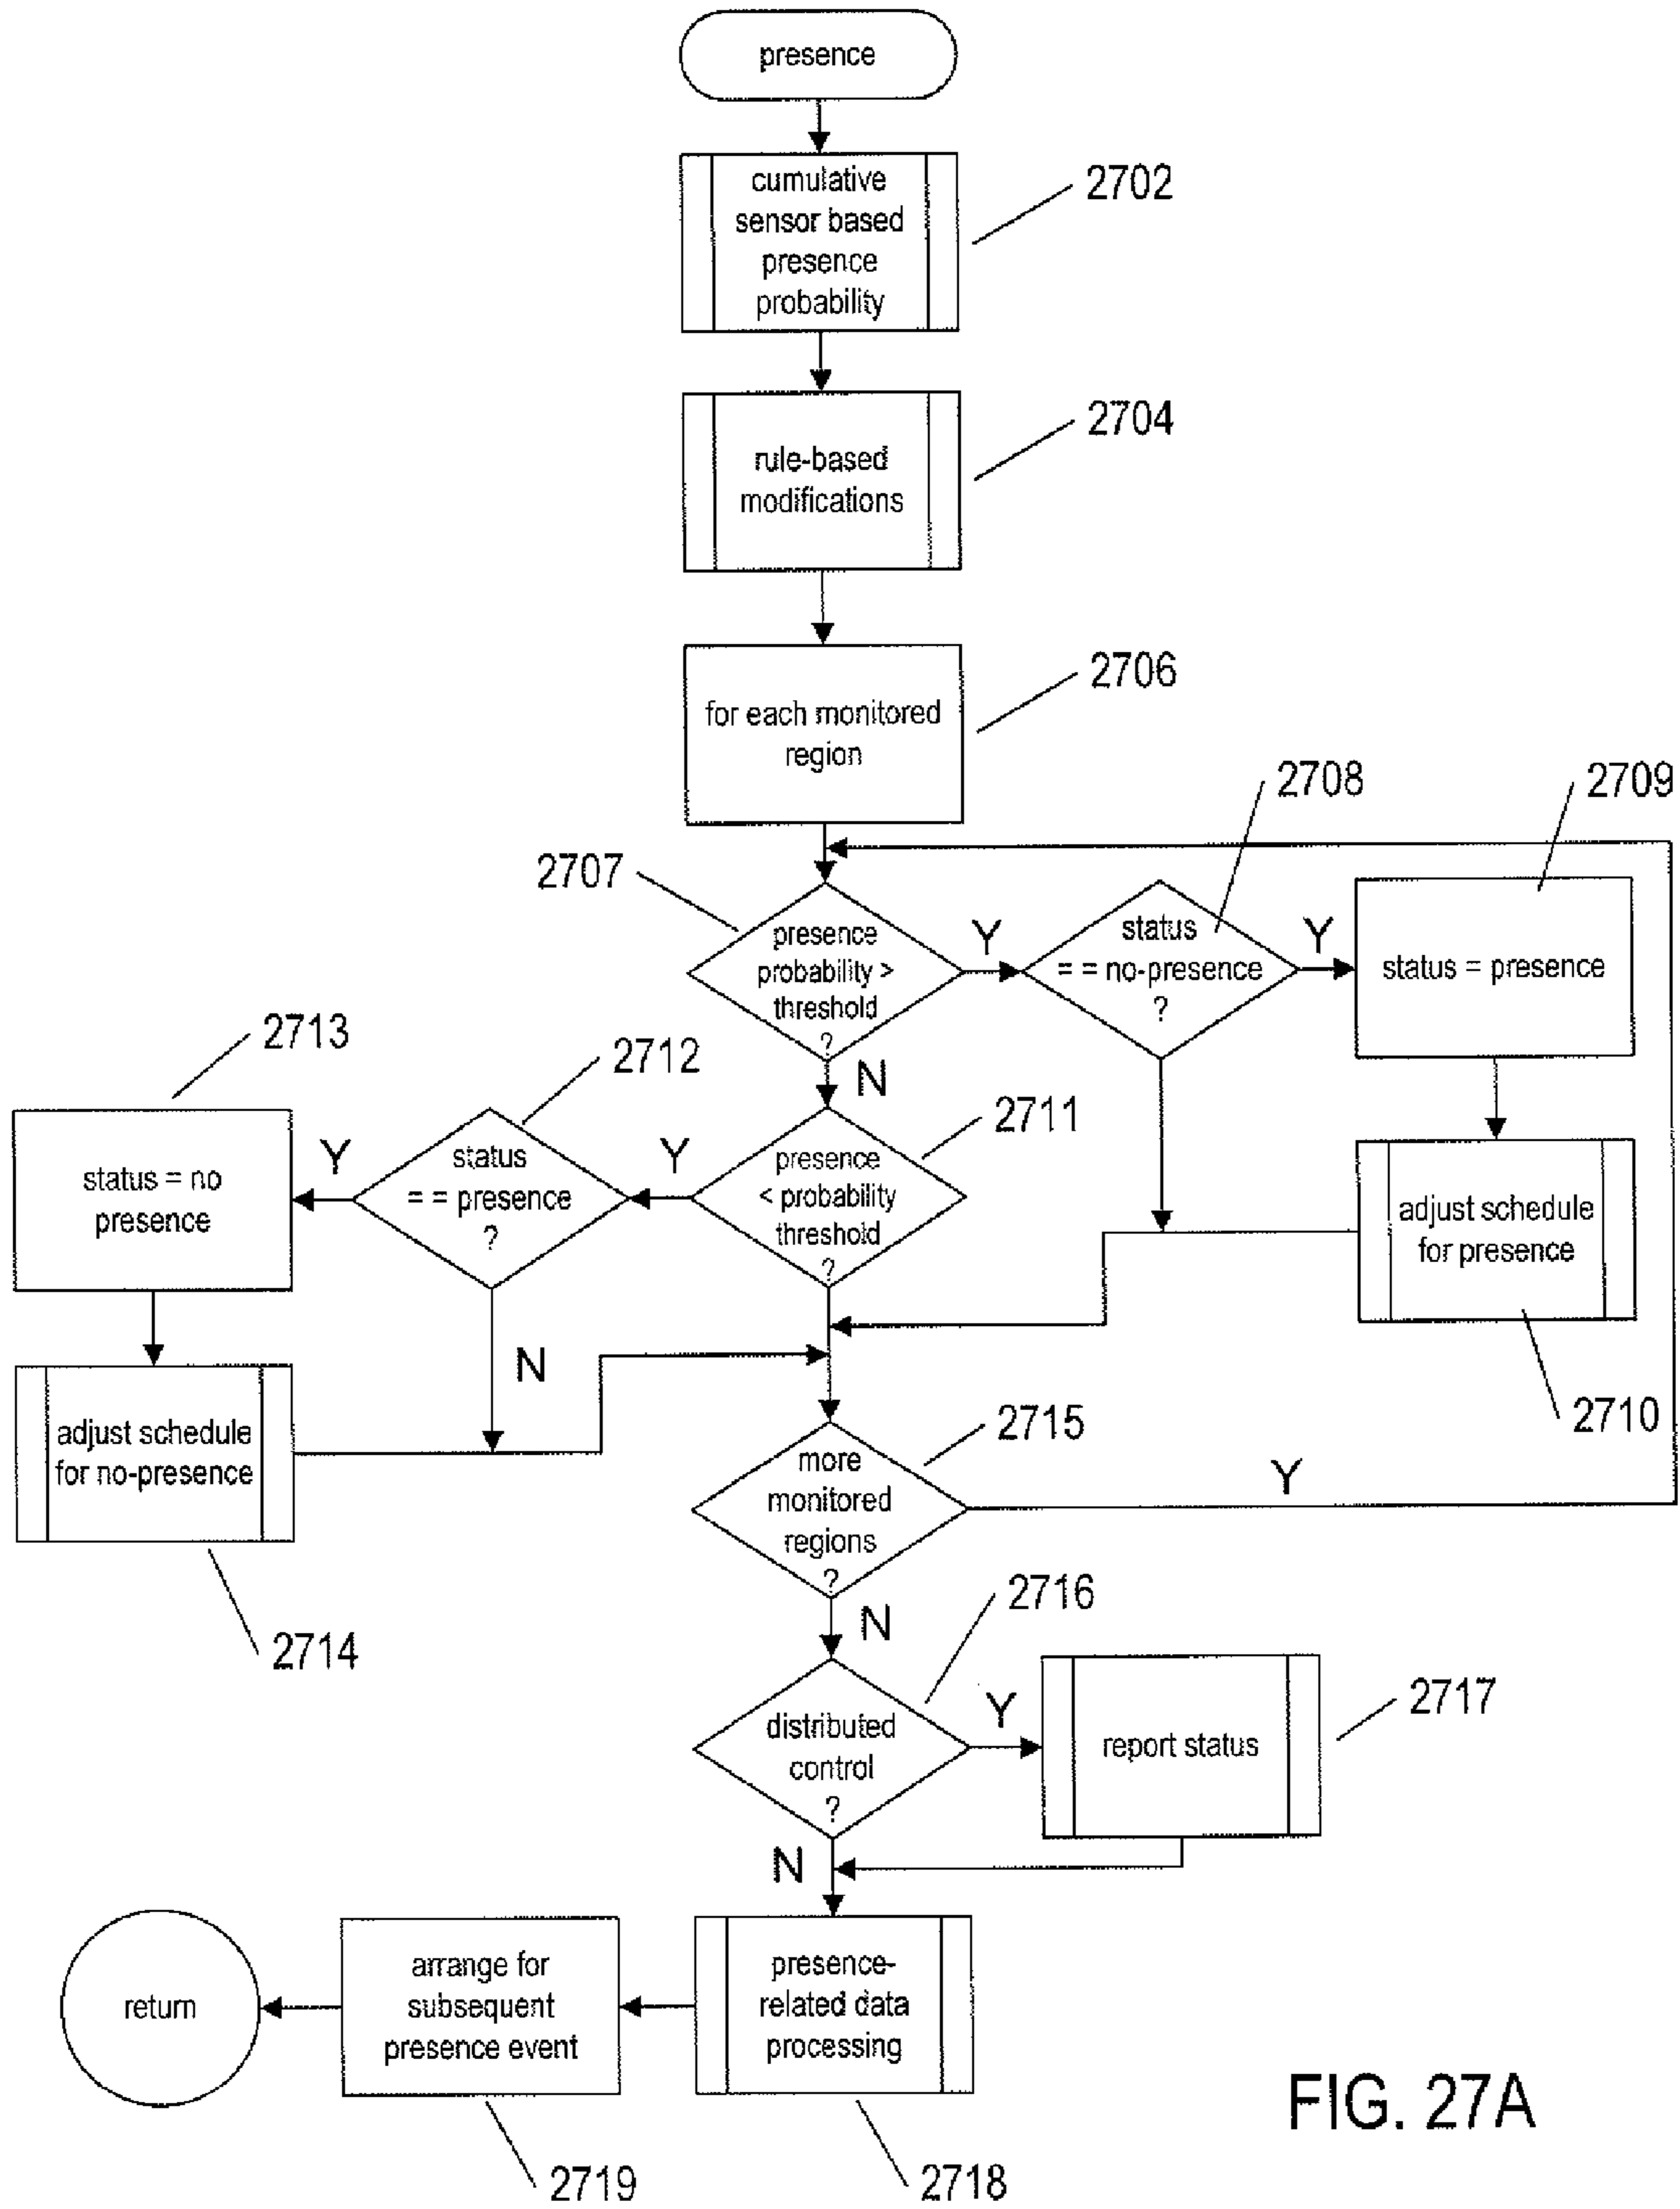 presence
cumulative
sensor based
presence
probability
2702
rule-based
modifications
2704
for each monitored
region
2706
2707
presence
probability >
threshold
?
Y
N
2708
status
= = no-presence
?
Y
2709
status = presence
adjust schedule
for presence
2710
2711
presence
< probability
threshold
?
Y
2712
status
= = presence
?
Y
N
2713
status = no
presence
adjust schedule
for no-presence
2714
2715
more
monitored
regions
?
Y
N
2716
distributed
control
?
Y
N
2717
report status
presence-
related data
processing
2718
arrange for
subsequent
presence event
2719
return
FIG. 27A